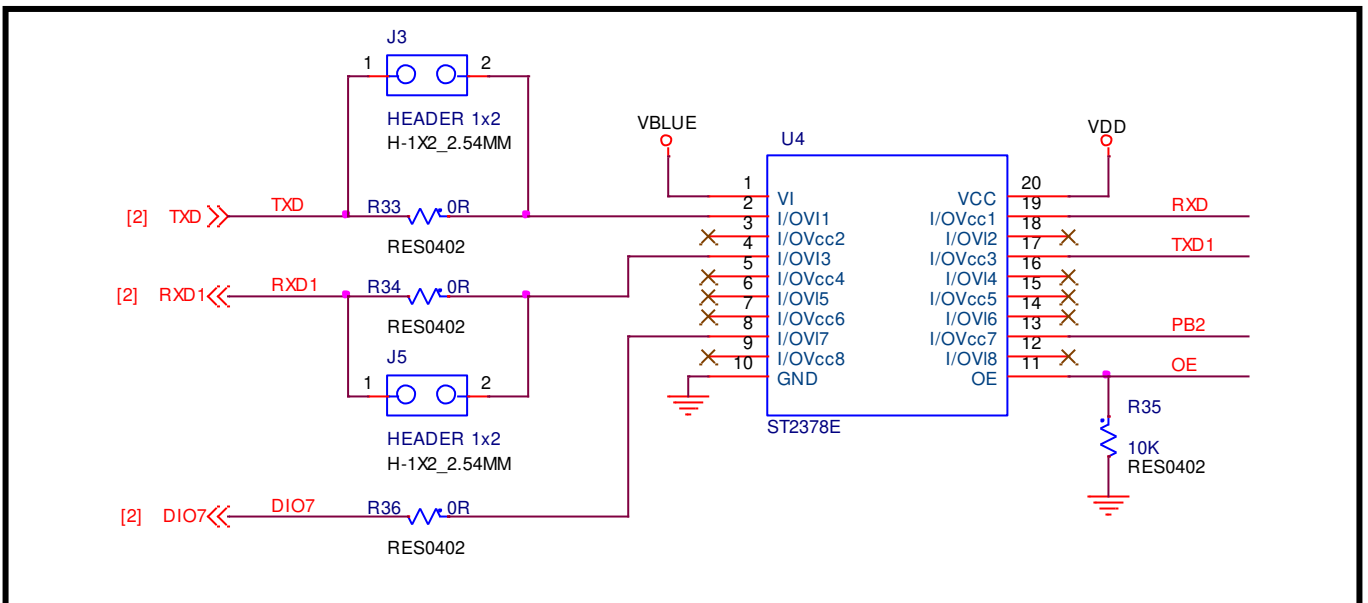 J3
1 2
HEADER 1x2
H-1X2_2.54MM
VBLUE
U4
VDD
[2] TXD TXD R33 0R
RES0402
[2] RXD1 RXD1 R34 0R
RES0402
J5
1 2
HEADER 1x2
H-1X2_2.54MM
[2] DIO7 DIO7 R36 0R
RES0402
1 VI VCC 20
2 I/OVI1 I/OVcc1 19 RXD
3 I/OVcc2 I/OVI2 18
4 I/OVI3 I/OVcc3 17 TXD1
5 I/OVcc4 I/OVI4 16
6 I/OVI5 I/OVcc5 15
7 I/OVcc6 I/OVI6 14
8 I/OVI7 I/OVcc7 13 PB2
9 I/OVcc8 I/OVI8 12
10 GND OE 11 OE
ST2378E
R35
10K
RES0402